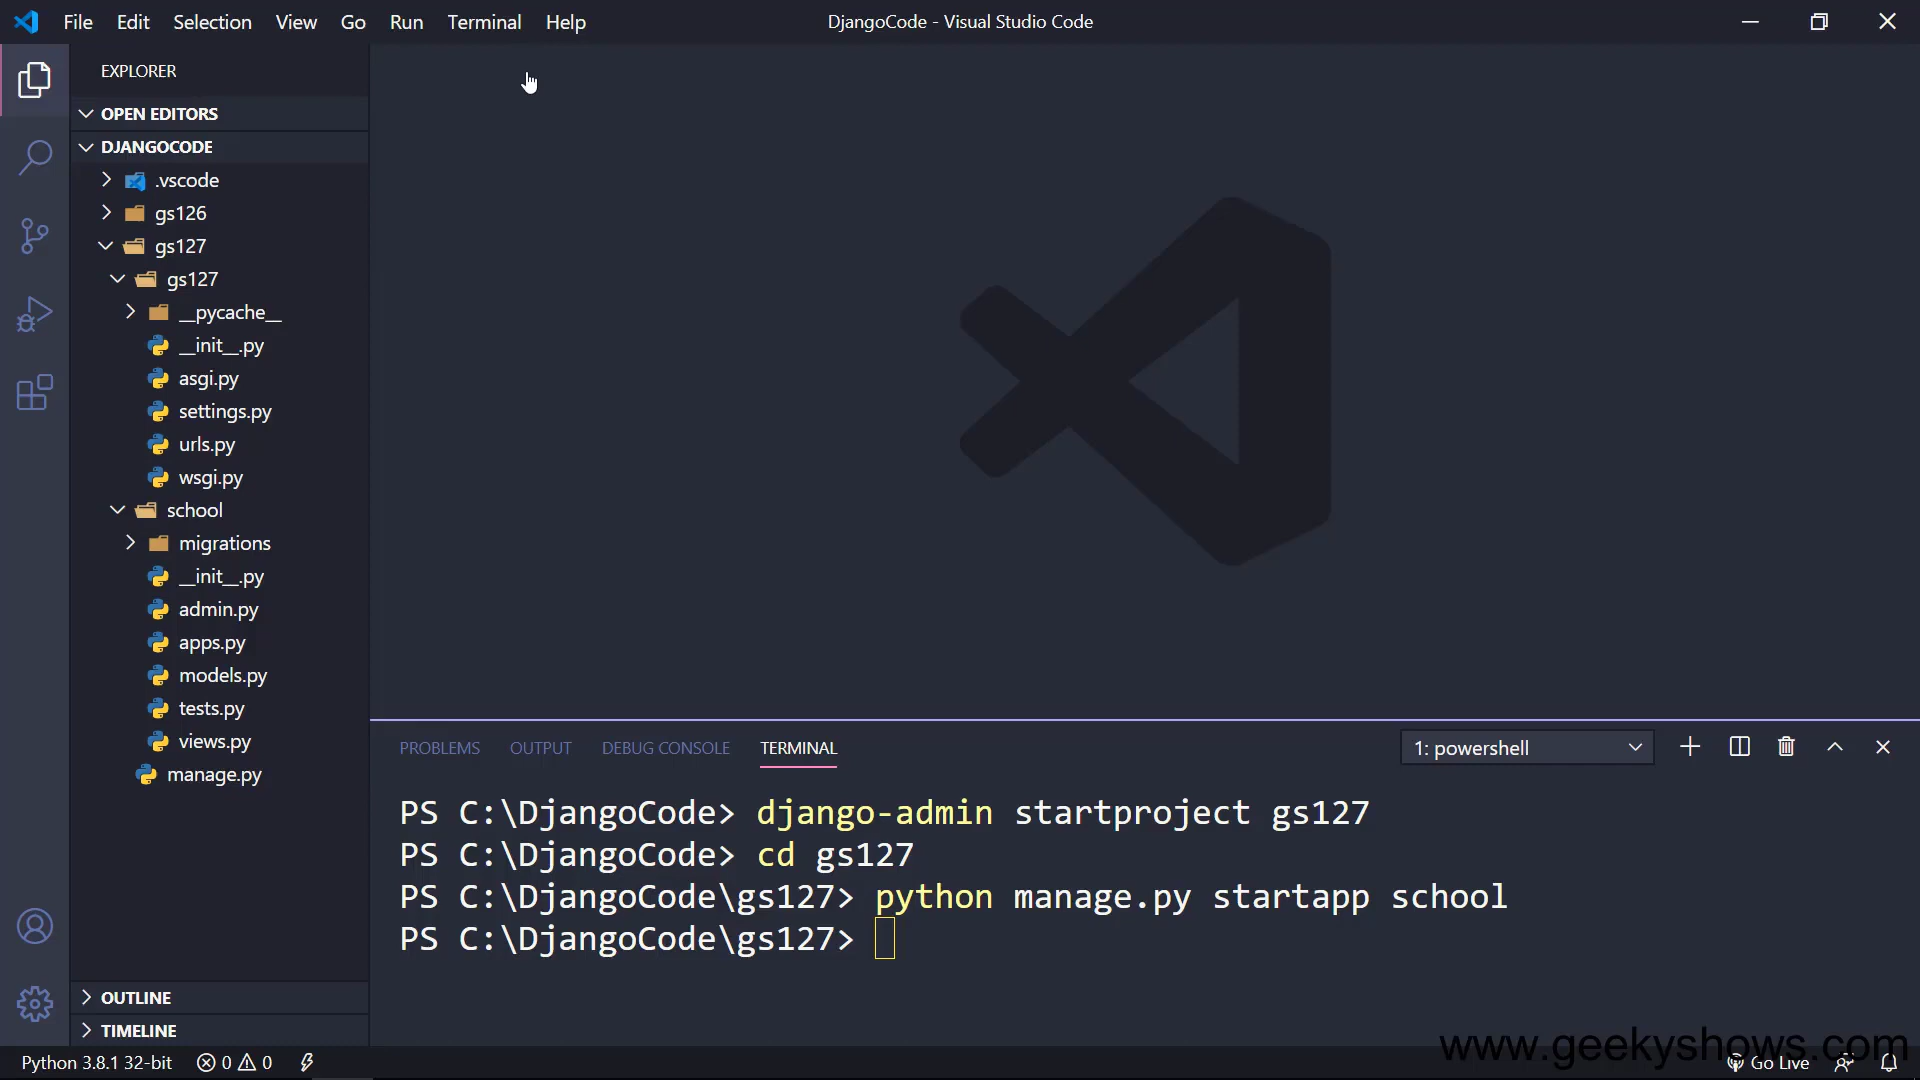 File Edit Selection View Go Run Terminal Help
DjangoCode - Visual Studio Code
EXPLORER
OPEN EDITORS
DJANGOCODE
.vscode
gs126
gs127
gs127
__pycache__
__init__.py
asgi.py
settings.py
urls.py
wsgi.py
school
migrations
__init__.py
admin.py
apps.py
models.py
tests.py
views.py
manage.py
OUTLINE
TIMELINE
PROBLEMS OUTPUT DEBUG CONSOLE TERMINAL
1: powershell
PS C:\DjangoCode> django-admin startproject gs127
PS C:\DjangoCode> cd gs127
PS C:\DjangoCode\gs127> python manage.py startapp school
PS C:\DjangoCode\gs127>
www.geekyshows.com
Python 3.8.1 32-bit 0 0 Go Live